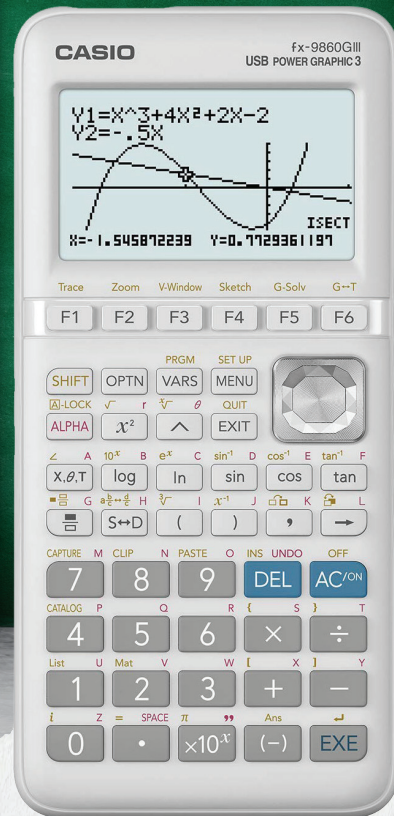 CASIO
fx-9860GIII
USB POWER GRAPHIC 3
Y1=X^3+4X²+2X-2
Y2=-.5X
ISECT
X=-1.545872239 Y=0.7729361197
Trace Zoom V-Window Sketch G-Solv G↔T
F1 F2 F3 F4 F5 F6
PRGM SET UP
SHIFT OPTN VARS MENU
A-LOCK √ r ˣ√ θ QUIT
ALPHA x² ^ EXIT
∠ A 10ˣ B eˣ C sin⁻¹ D cos⁻¹ E tan⁻¹ F
X,θ,T log ln sin cos tan
G a b/c↔d/c H ³√ I x⁻¹ J K L
S↔D ( ) , →
CAPTURE M CLIP N PASTE O INS UNDO OFF
7 8 9 DEL AC/ON
CATALOG P Q R { S } T
4 5 6 × ÷
List U Mat V W [ X ] Y
1 2 3 + −
i Z = SPACE π " Ans ↵
0 . ×10ˣ (−) EXE